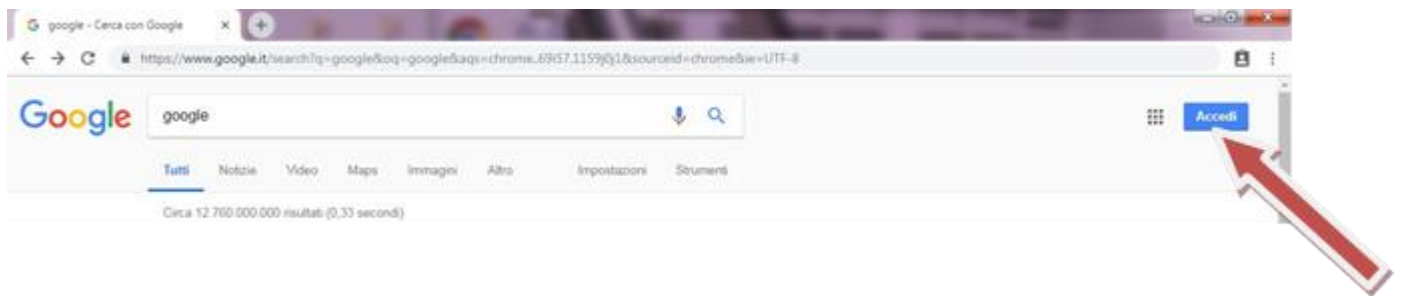 google - Cerca con Google
https://www.google.it/search?q=google&oq=google&aqs=chrome..69i57.1159j0j1&sourceid=chrome&ie=UTF-8
Google google Accedi
Tutti Notizie Video Maps Immagini Altro Impostazioni Strumenti
Circa 12.760.000.000 risultati (0,33 secondi)